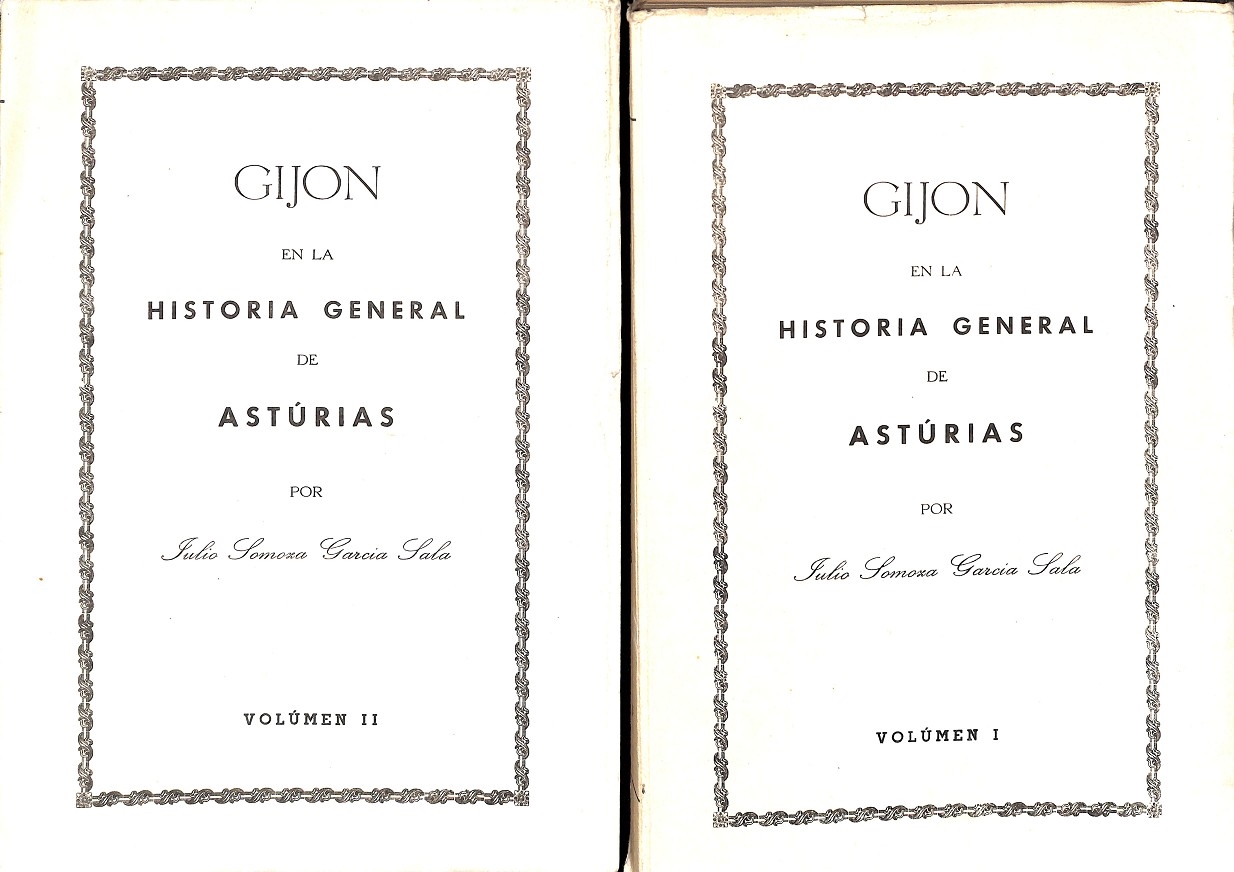 GIJON
EN LA
HISTORIA GENERAL
DE
ASTÚRIAS
POR
Julio Somoza Garcia Sala
VOLÚMEN II
GIJON
EN LA
HISTORIA GENERAL
DE
ASTÚRIAS
POR
Julio Somoza Garcia Sala
VOLÚMEN I